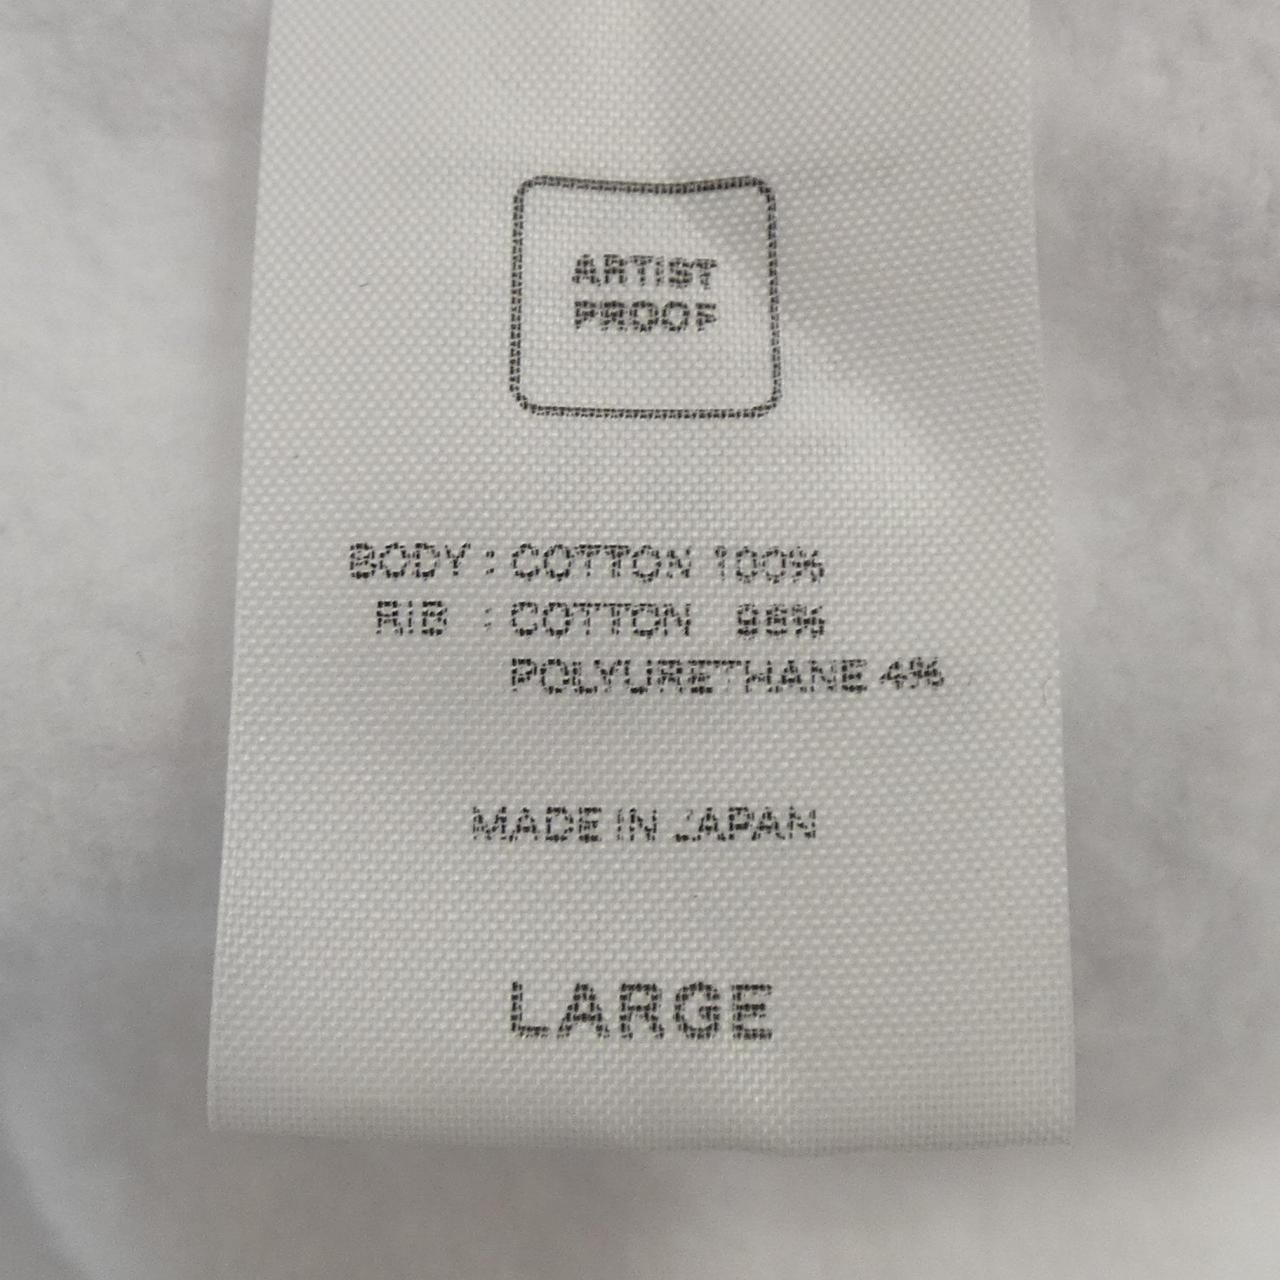 ARTIST
PROOF
BODY : COTTON 100%
RIB : COTTON 96%
POLYURETHANE 4%
MADE IN JAPAN
LARGE